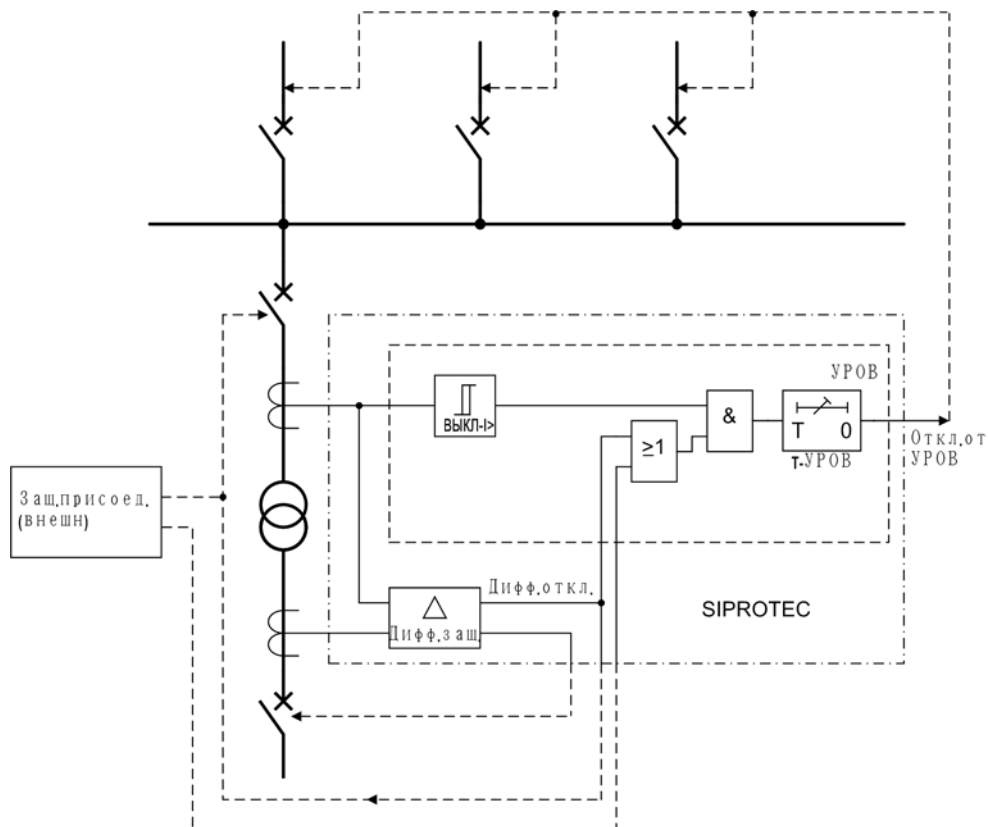 УРОВ
ВЫКЛ-I>
&
≥1
T 0
Т-УРОВ
Откл.от
УРОВ
Защ.присоед.
(внешн)
Дифф.откл.
△
Дифф.защ.
SIPROTEC